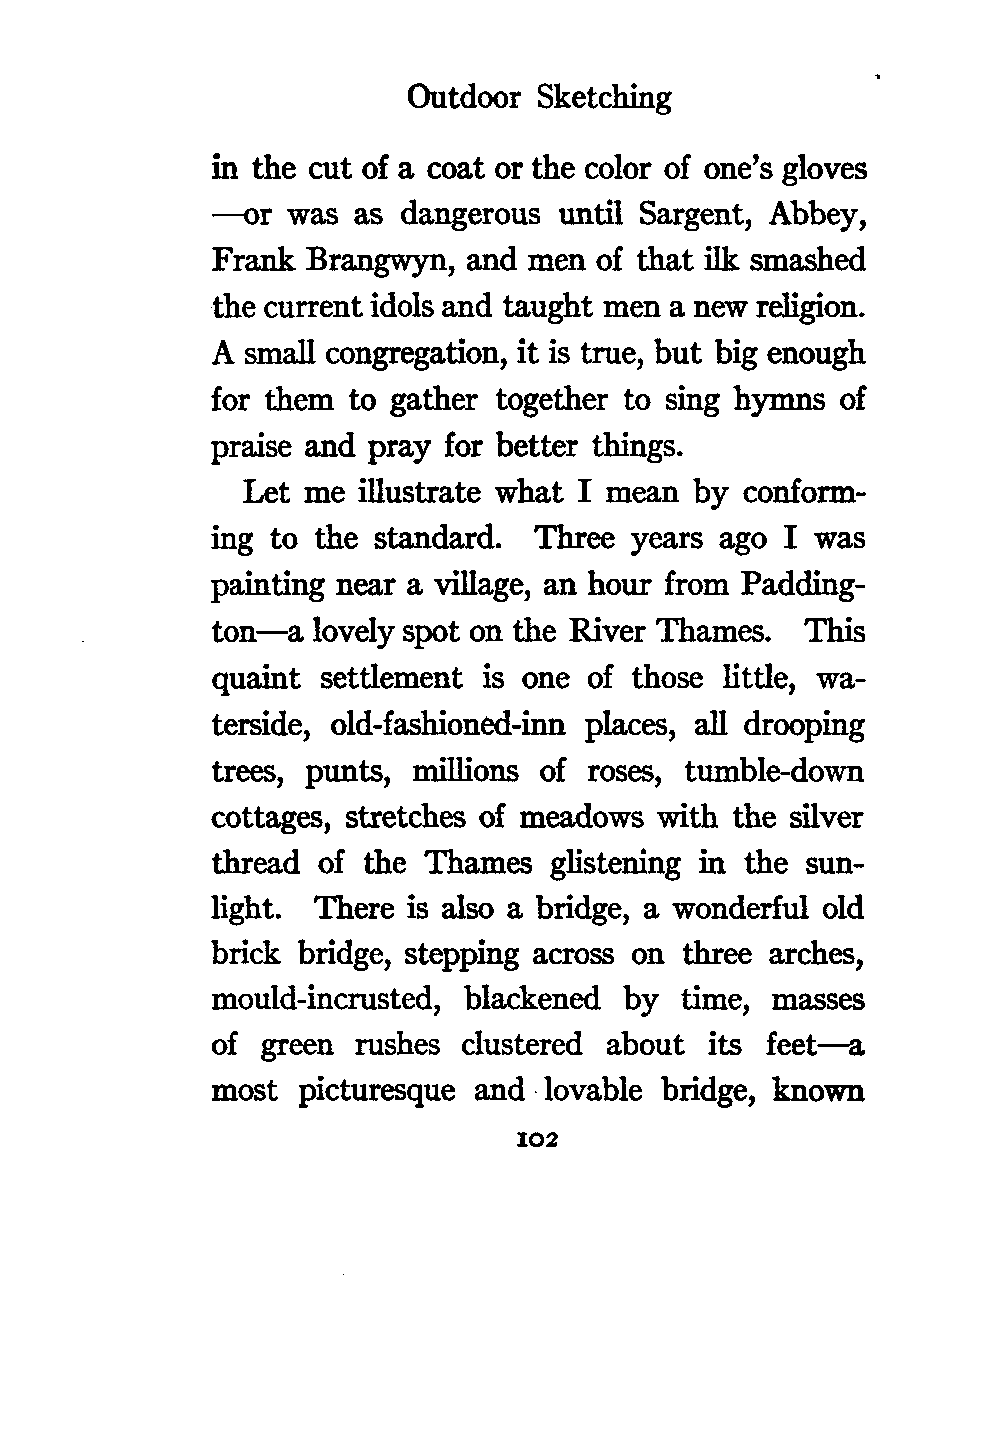 Outdoor Sketching
in the cut of a coat or the color of one's gloves
—or was as dangerous until Sargent, Abbey,
Frank Brangwyn, and men of that ilk smashed
the current idols and taught men a new religion.
A small congregation, it is true, but big enough
for them to gather together to sing hymns of
praise and pray for better things.
Let me illustrate what I mean by conform-
ing to the standard. Three years ago I was
painting near a village, an hour from Padding-
ton—a lovely spot on the River Thames. This
quaint settlement is one of those little, wa-
terside, old-fashioned-inn places, all drooping
trees, punts, millions of roses, tumble-down
cottages, stretches of meadows with the silver
thread of the Thames glistening in the sun-
light. There is also a bridge, a wonderful old
brick bridge, stepping across on three arches,
mould-incrusted, blackened by time, masses
of green rushes clustered about its feet—a
most picturesque and lovable bridge, known
102